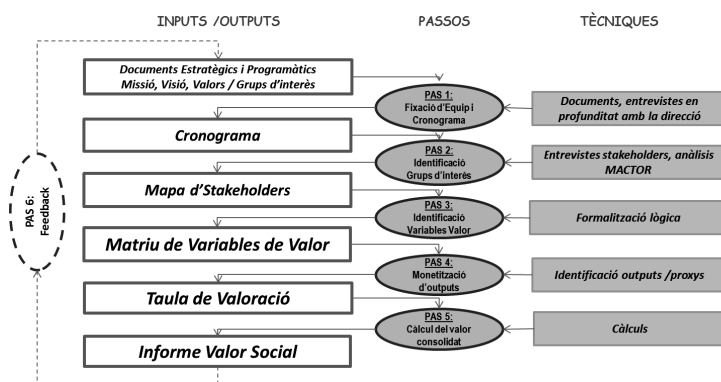 INPUTS /OUTPUTS
PASSOS
TÈCNIQUES
Documents Estratègics i Programàtics
Missió, Visió, Valors / Grups d'interès
PAS 1:
Fixació d'Equip i
Cronograma
Documents, entrevistes en
profunditat amb la direcció
Cronograma
PAS 2:
Identificació
Grups d'interès
Entrevistes stakeholders, anàlisis
MACTOR
Mapa d'Stakeholders
PAS 3:
Identificació
Variables Valor
Formalització lògica
Matriu de Variables de Valor
PAS 4:
Monetització
d'outputs
Identificació outputs /proxys
Taula de Valoració
PAS 5:
Càlcul del valor
consolidat
Càlculs
Informe Valor Social
PAS 6:
Feedback